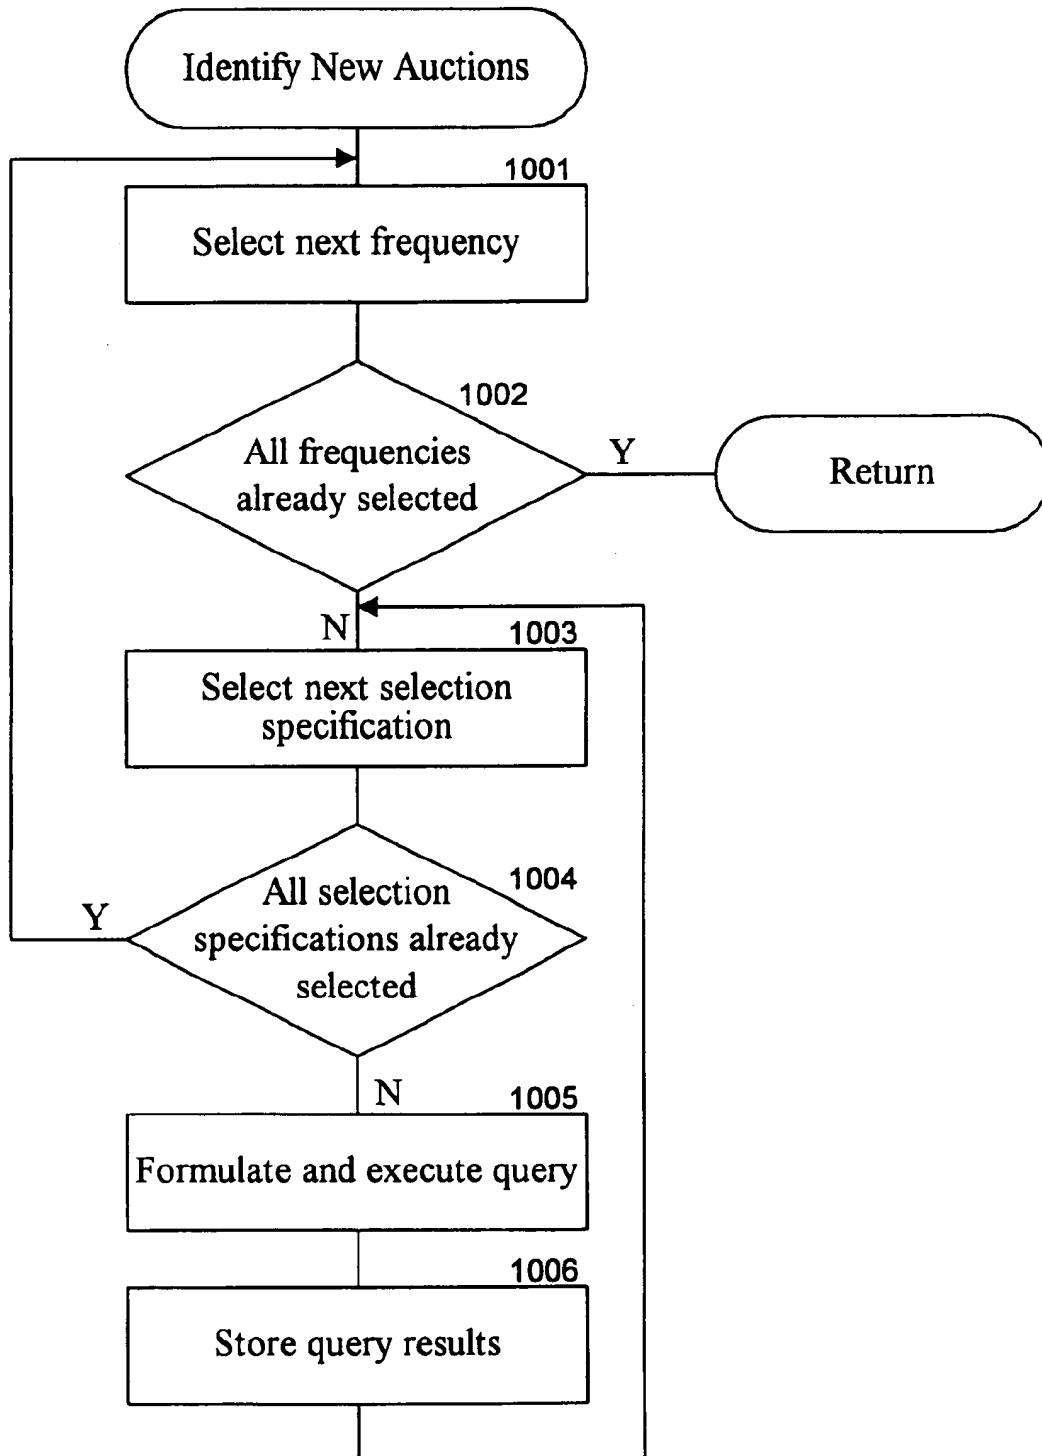 Identify New Auctions
1001
Select next frequency
1002
All frequencies
already selected
Y
Return
N
1003
Select next selection
specification
1004
All selection
specifications already
selected
Y
N
1005
Formulate and execute query
1006
Store query results